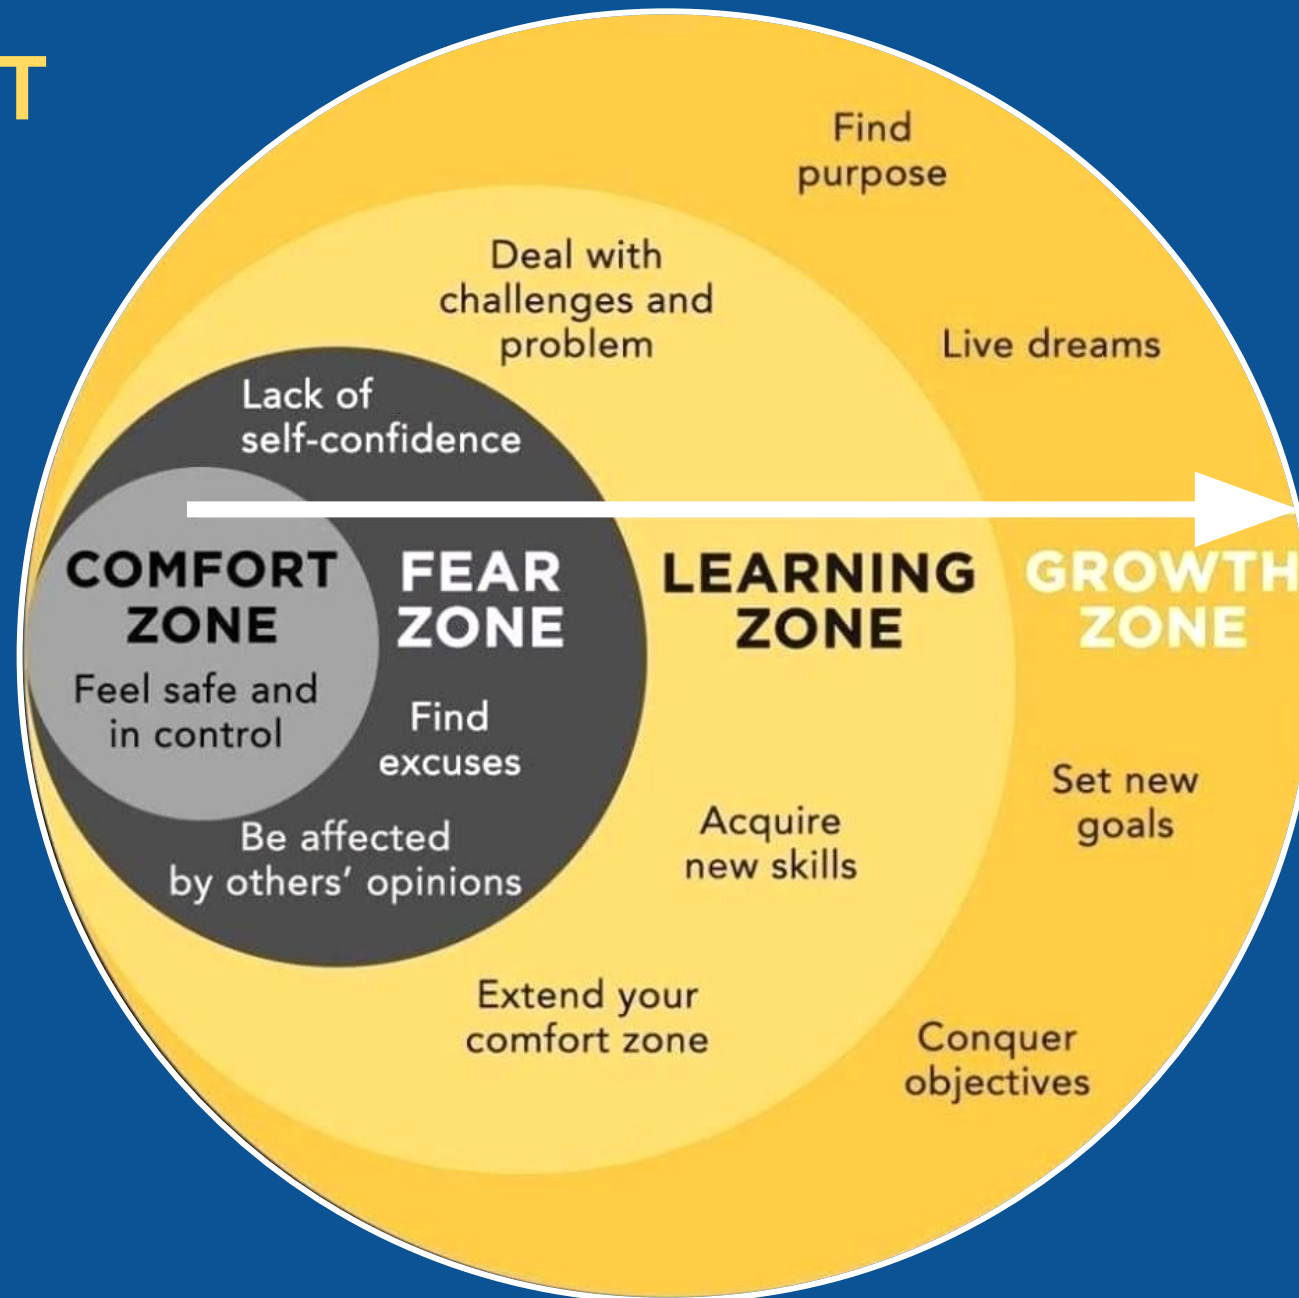 T
Find
purpose
Deal with
challenges and
problem
Live dreams
Lack of
self-confidence
COMFORT
ZONE
Feel safe and
in control
FEAR
ZONE
Find
excuses
Be affected
by others’ opinions
LEARNING
ZONE
Acquire
new skills
Extend your
comfort zone
GROWTH
ZONE
Set new
goals
Conquer
objectives